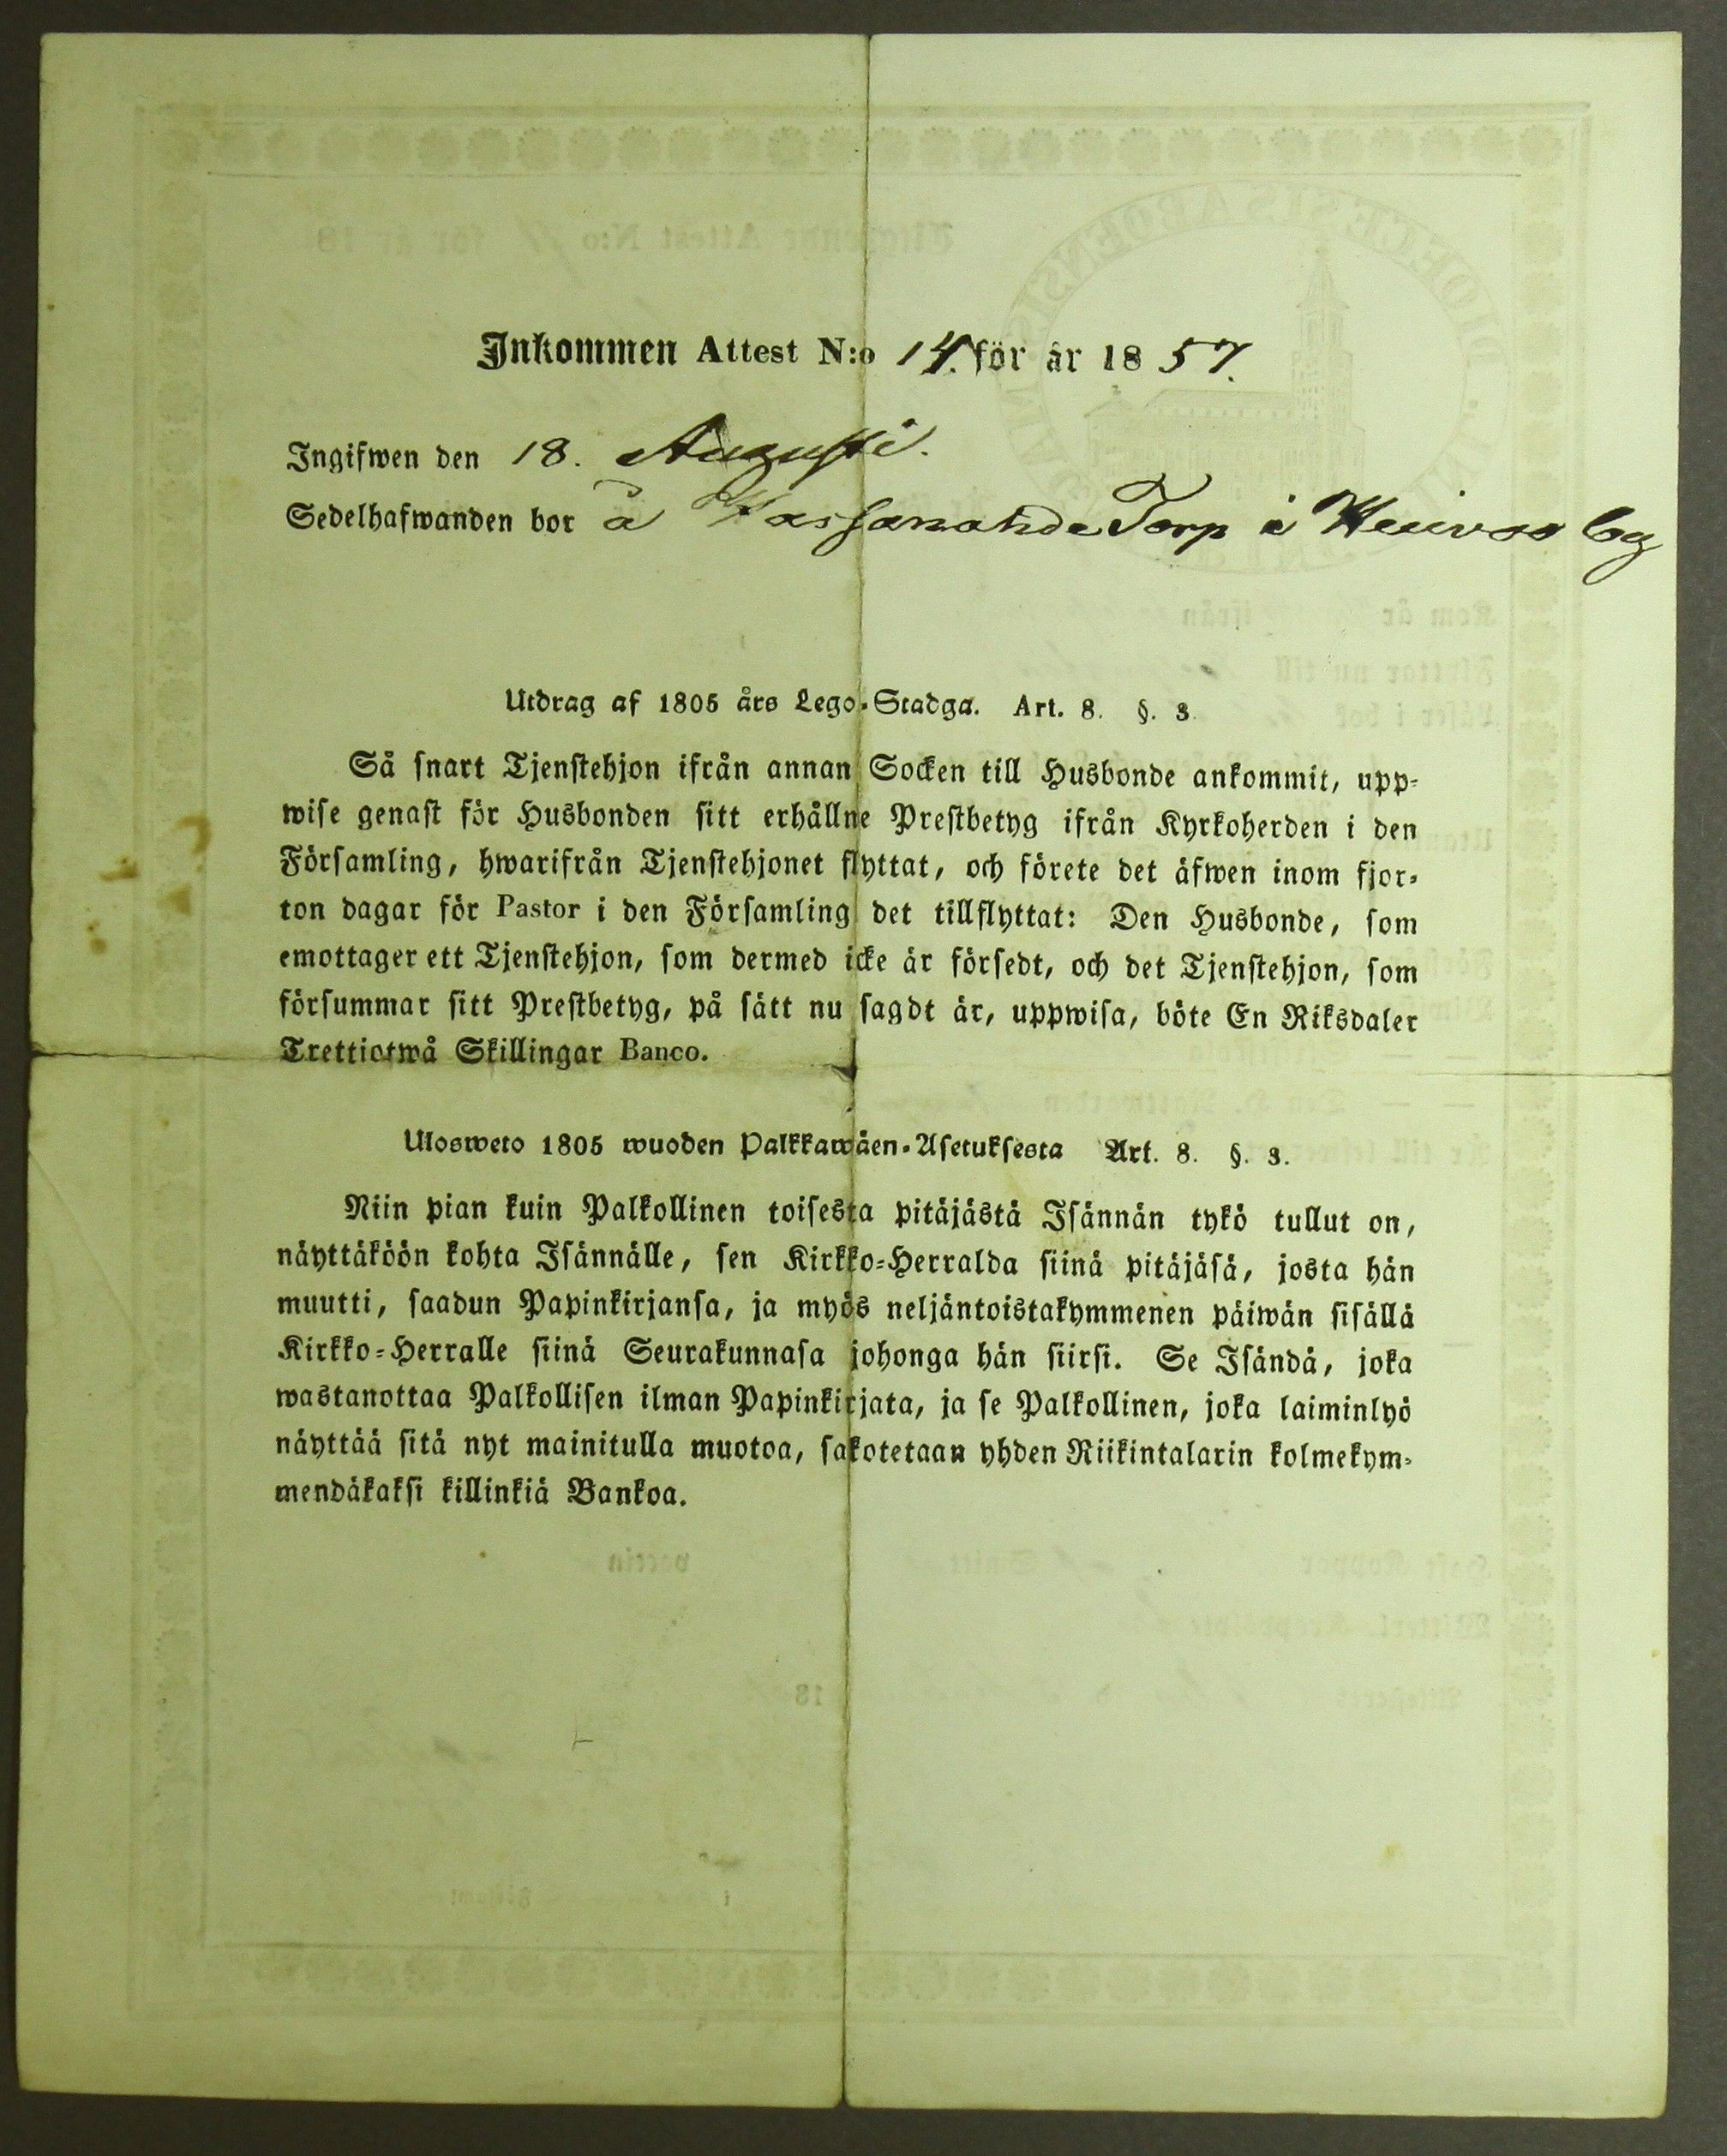 Inkommen Attest N:o 14. för år 1857.
Ingifwen den 18. Augusti.
Sedelhafwanden bor å Torp i by
Utdrag af 1805 års Lego-Stadga. Art. 8. §. 3.
Så snart Tjenstehjon ifrån annan Socken till Husbonde ankommit, upp-
wise genast för Husbonden sitt erhållne Prestbetyg ifrån Kyrkoherden i den
Församling, hwarifrån Tjenstehjonet flyttat, och förete det äfwen inom fjor-
ton dagar för Pastor i den Församling det tillflyttat: Den Husbonde, som
emottager ett Tjenstehjon, som dermed icke är försedt, och det Tjenstehjon, som
försummar sitt Prestbetyg, på sätt nu sagdt är, uppwisa, böte En Riksdaler
Trettiotwå Skillingar Banco.
Ulosweto 1805 wuoden Palkkawäen-Asetuksesta Art. 8. §. 3.
Niin pian kuin Palkollinen toisesta pitäjästä Isännän tykö tullut on,
näyttäköön kohta Isännälle, sen Kirkko-Herralda siinä pitäjäsä, josta hän
muutti, saadun Papinkirjansa, ja myös neljäntoistakymmenen päiwän sisällä
Kirkko-Herralle siinä Seurakunnasa johonga hän siirsi. Se Isändä, joka
wastanottaa Palkollisen ilman Papinkirjata, ja se Palkollinen, joka laiminlyö
näyttää sitä nyt mainitulla muotoa, sakotetaan yhden Riikintalarin kolmekym-
mendäkaksi killinkiä Bankoa.